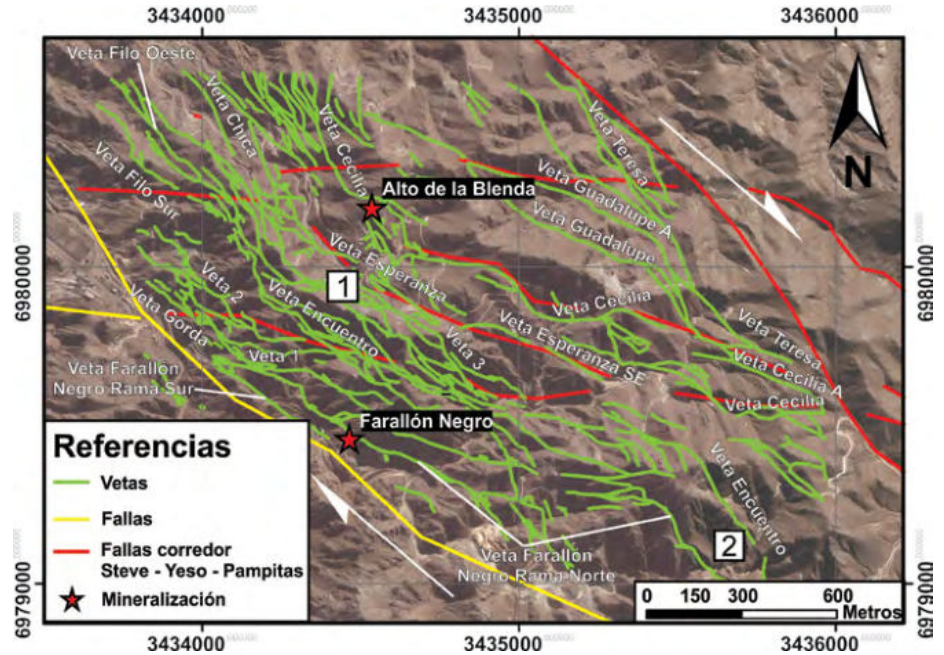 3434000
3435000
3436000
Veta Filo Oeste
Veta Chica
Veta Cecilia
Veta Teresa
Alto de la Blenda
Veta Guadalupe A
N
Veta Filo Sur
Veta Guadalupe
6980000
6980000
Veta Esperanza
1
Veta 2
Veta Cecilia
Veta Gorda
Veta Encuentro
Veta Teresa
Veta 1
Veta 3
Veta Esperanza SE
Veta Cecilia A
Veta Farallón
Negro Rama Sur
Veta Cecilia
Farallón Negro
Referencias
Vetas
Fallas
Fallas corredor
Steve - Yeso - Pampitas
Mineralización
Veta Encuentro
2
Veta Farallón
Negro Rama Norte
0 150 300 600
Metros
6979000
6979000
3434000
3435000
3436000